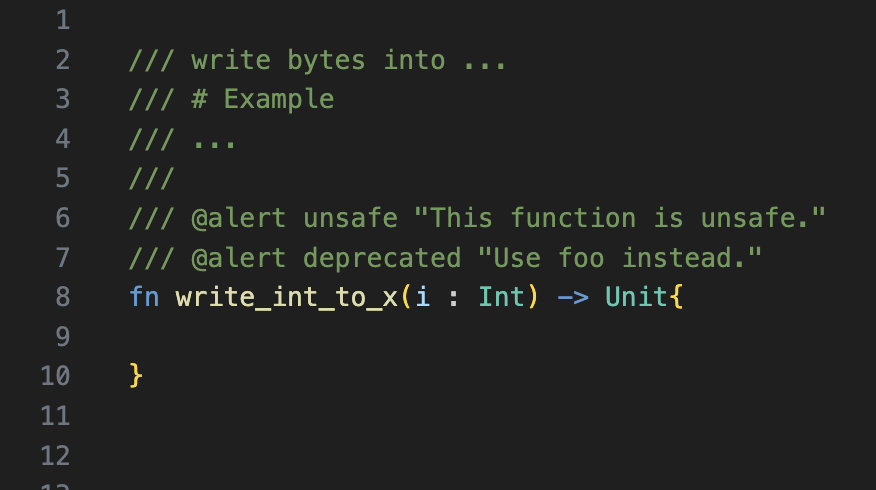 1
2 /// write bytes into ...
3 /// # Example
4 /// ...
5 ///
6 /// @alert unsafe "This function is unsafe."
7 /// @alert deprecated "Use foo instead."
8 fn write_int_to_x(i : Int) -> Unit{
9
10 }
11
12